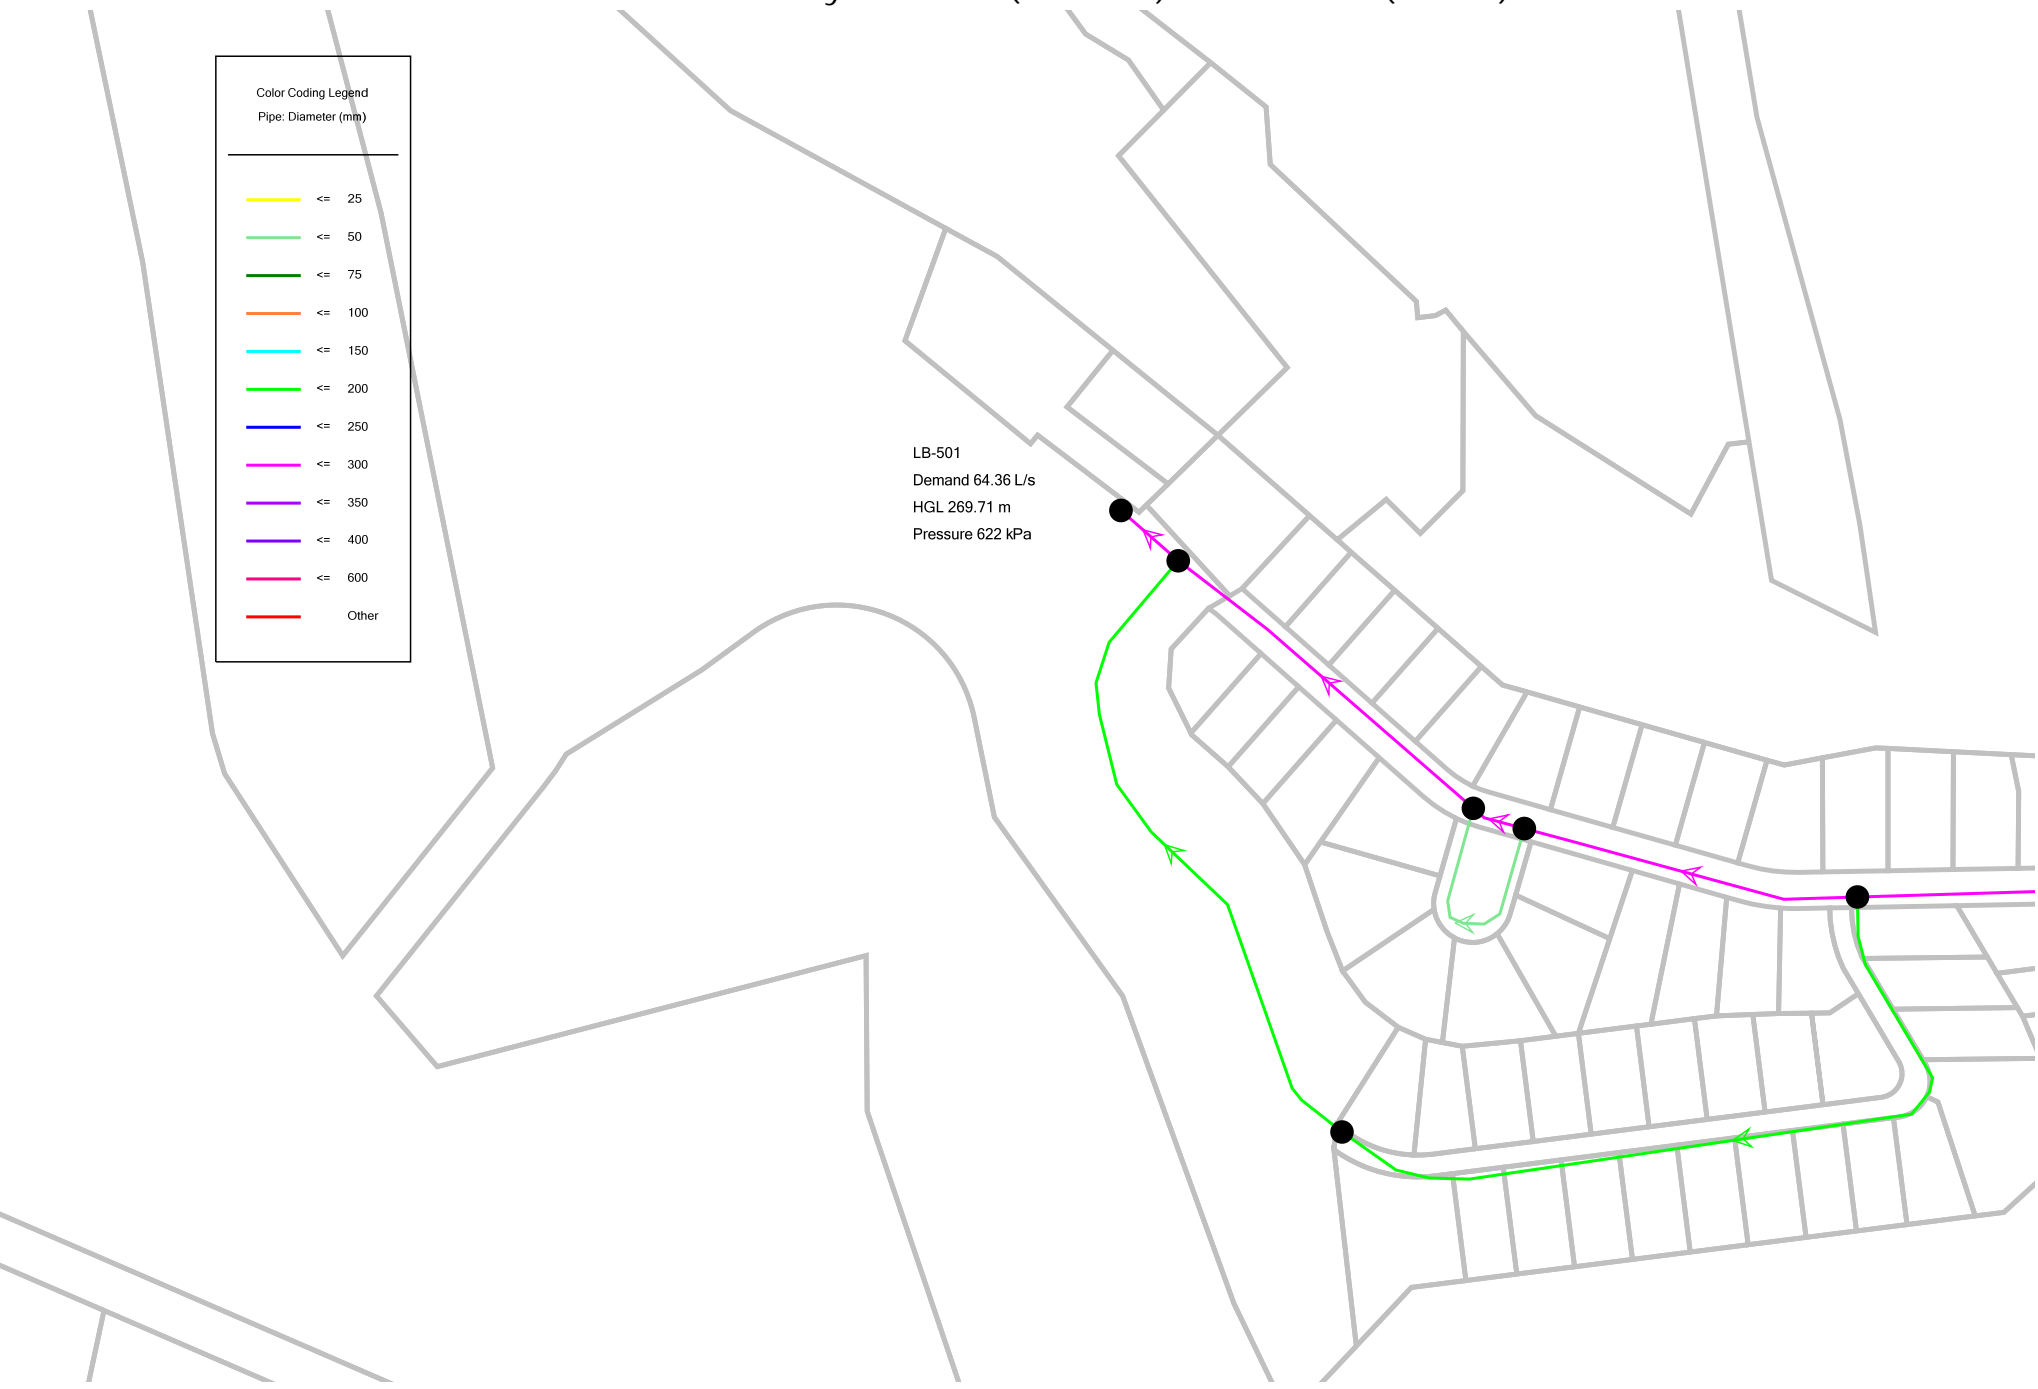 Color Coding Legend
Pipe: Diameter (mm)
<= 25
<= 50
<= 75
<= 100
<= 150
<= 200
<= 250
<= 300
<= 350
<= 400
<= 600
Other
LB-501
Demand 64.36 L/s
HGL 269.71 m
Pressure 622 kPa